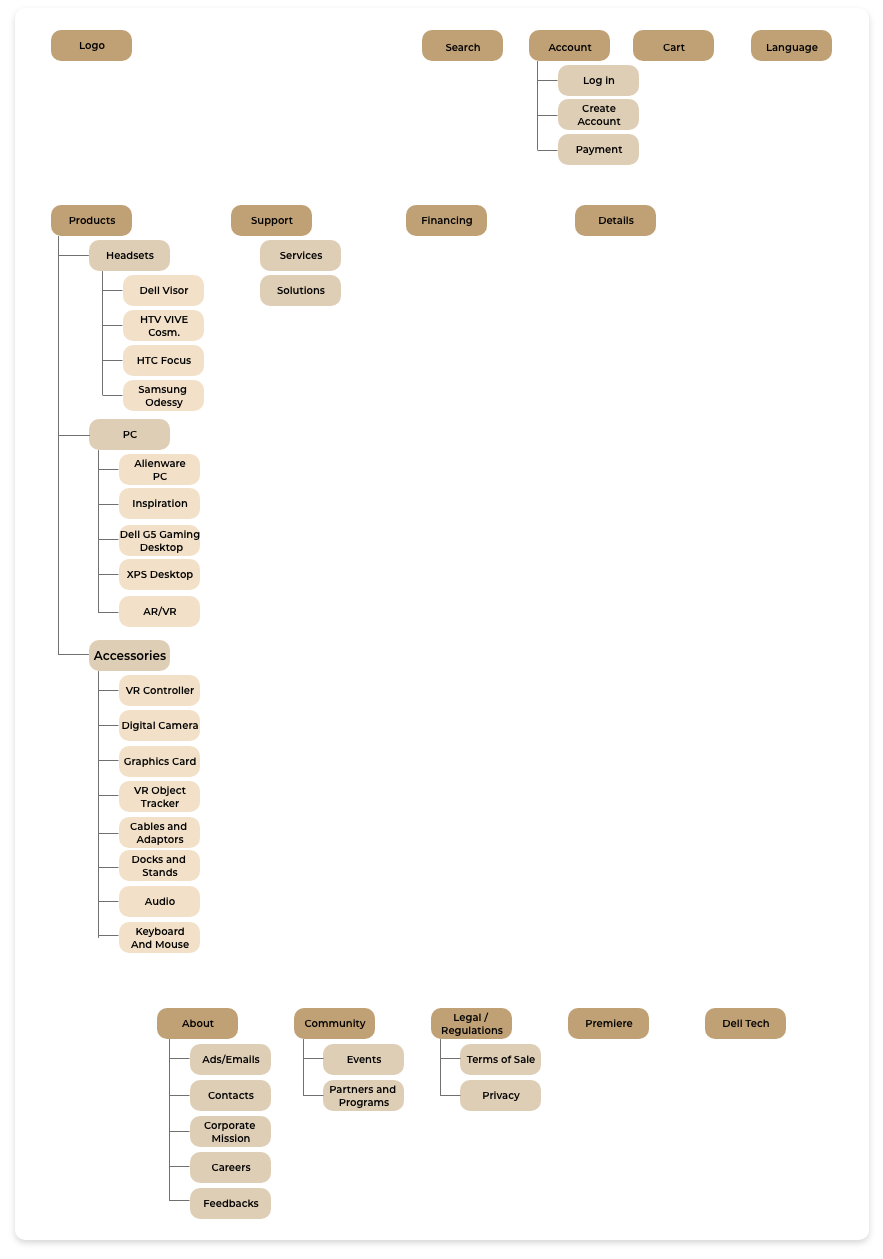 Logo
Search
Account
Cart
Language
Log in
Create
Account
Payment
Products
Support
Financing
Details
Headsets
Services
Dell Visor
Solutions
HTV VIVE
Cosm.
HTC Focus
Samsung
Odessy
PC
Alienware
PC
Inspiration
Dell G5 Gaming
Desktop
XPS Desktop
AR/VR
Accessories
VR Controller
Digital Camera
Graphics Card
VR Object
Tracker
Cables and
Adaptors
Docks and
Stands
Audio
Keyboard
And Mouse
About
Community
Legal /
Regulations
Premiere
Dell Tech
Ads/Emails
Events
Terms of Sale
Contacts
Partners and
Programs
Privacy
Corporate
Mission
Careers
Feedbacks